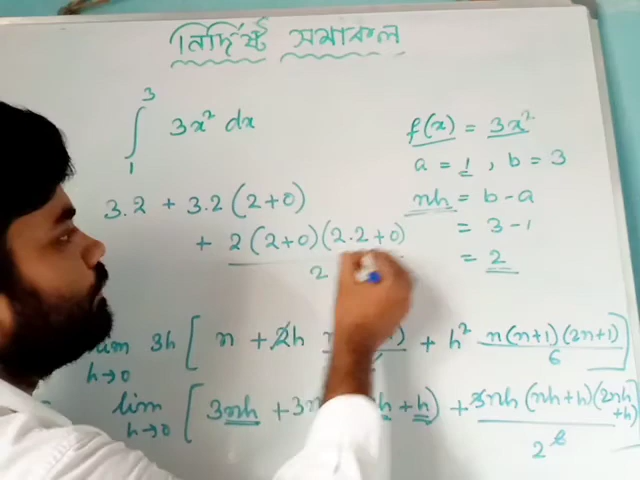 নির্দিষ্ট সমাকল
∫₁³ 3x² dx
f(x) = 3x²
a = 1, b = 3
nh = b - a
= 3 - 1
= 2
3.2 + 3.2 (2+0)
+ 2(2+0)(2.2+0) / 2
lim h→0 3h [ n + 2h + h² n(n+1)(2n+1) / 6 ]
lim h→0 [ 3nh + 3n + h) + 3nh (nh+h)(2nh+h) / 2 6